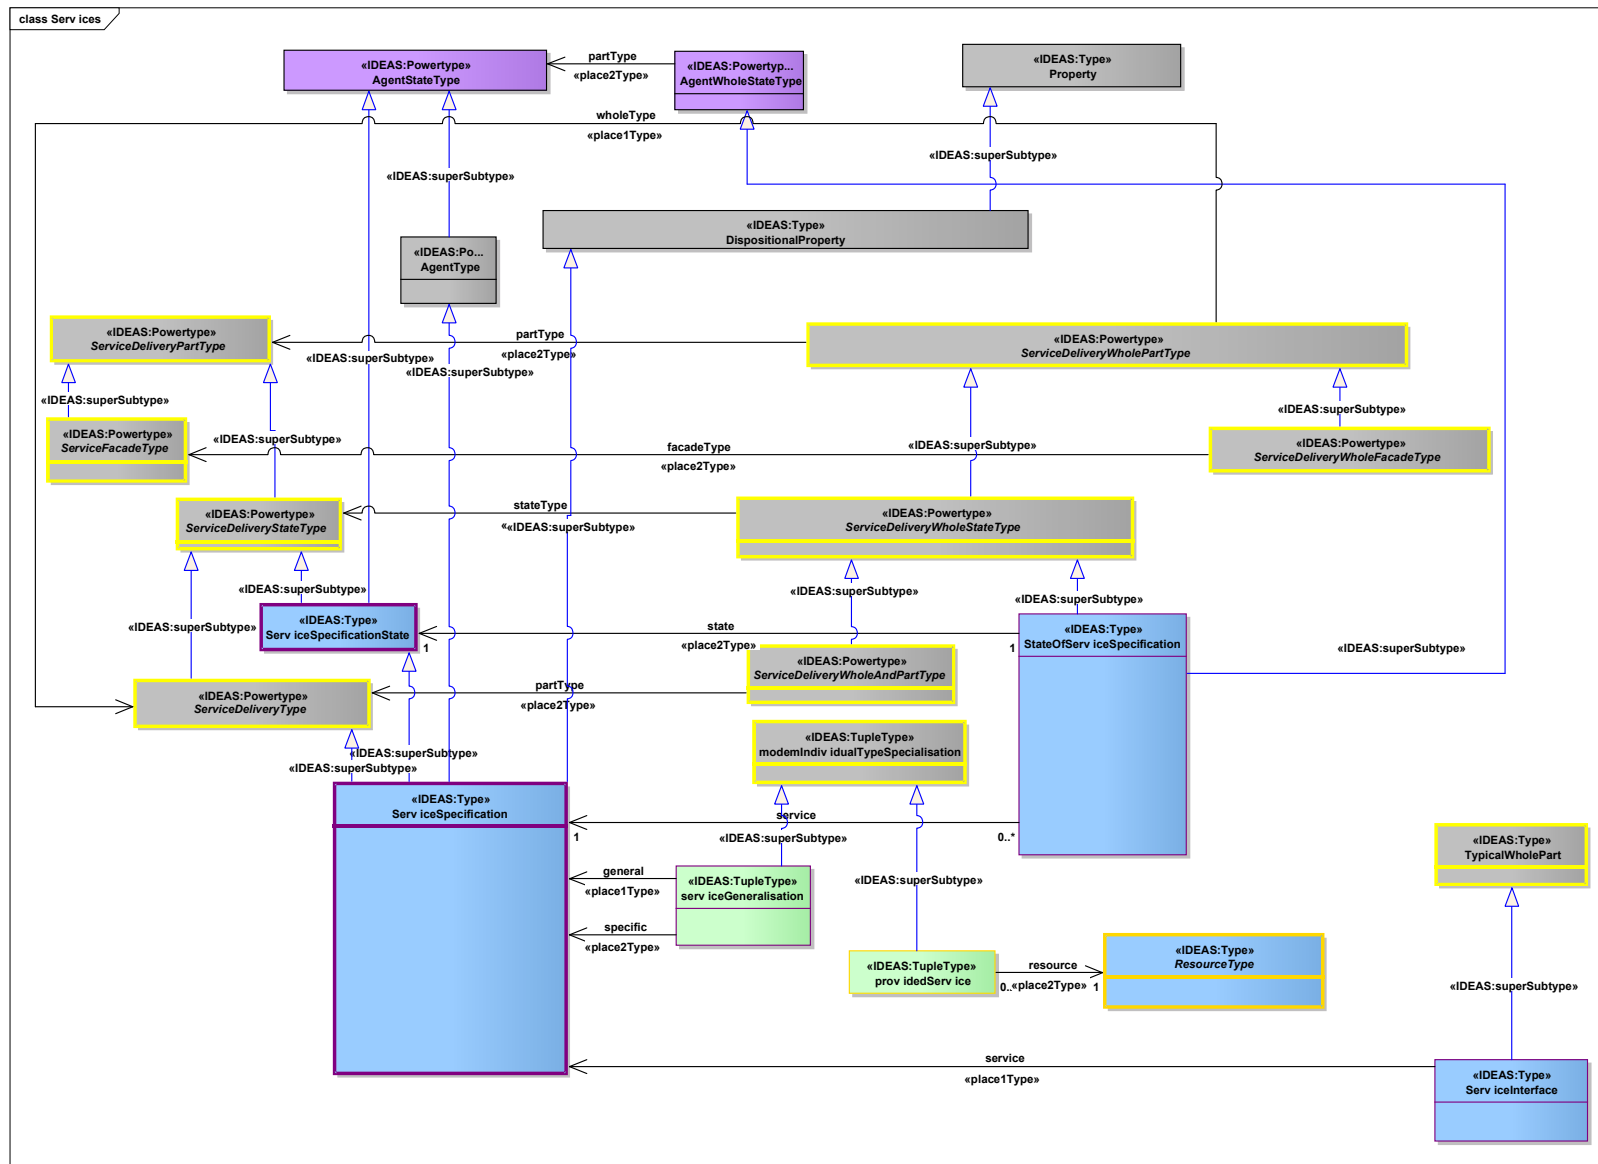 class Serv ices
«IDEAS:Powertype»
AgentStateType
partType
«place2Type»
«IDEAS:Powertyp...
AgentWholeStateType
«IDEAS:Type»
Property
wholeType
«place1Type»
«IDEAS:superSubtype»
«IDEAS:superSubtype»
«IDEAS:Type»
DispositionalProperty
«IDEAS:Po...
AgentType
«IDEAS:Powertype»
ServiceDeliveryPartType
partType
«place2Type»
«IDEAS:Powertype»
ServiceDeliveryWholePartType
«IDEAS:superSubtype»
«IDEAS:superSubtype»
«IDEAS:superSubtype»
«IDEAS:superSubtype»
«IDEAS:Powertype»
ServiceFacadeType
«IDEAS:superSubtype»
facadeType
«place2Type»
«IDEAS:superSubtype»
«IDEAS:Powertype»
ServiceDeliveryWholeFacadeType
«IDEAS:Powertype»
ServiceDeliveryStateType
stateType
««IDEAS:superSubtype»
«IDEAS:Powertype»
ServiceDeliveryWholeStateType
«IDEAS:superSubtype»
«IDEAS:superSubtype»
«IDEAS:superSubtype»
«IDEAS:superSubtype»
«IDEAS:Type»
Serv iceSpecificationState
1
state
«place2Type»
1
«IDEAS:Type»
StateOfServ iceSpecification
«IDEAS:superSubtype»
«IDEAS:Powertype»
ServiceDeliveryWholeAndPartType
«IDEAS:Powertype»
ServiceDeliveryType
partType
«place2Type»
«IDEAS:superSubtype»
«IDEAS:superSubtype»
«IDEAS:TupleType»
modemIndiv idualTypeSpecialisation
«IDEAS:Type»
Serv iceSpecification
service
1
0..*
«IDEAS:superSubtype»
«IDEAS:Type»
TypicalWholePart
general
«place1Type»
«IDEAS:TupleType»
serv iceGeneralisation
«IDEAS:superSubtype»
specific
«place2Type»
«IDEAS:TupleType»
prov idedServ ice
resource
0..
«place2Type»
1
«IDEAS:Type»
ResourceType
«IDEAS:superSubtype»
service
«place1Type»
«IDEAS:Type»
Serv iceInterface